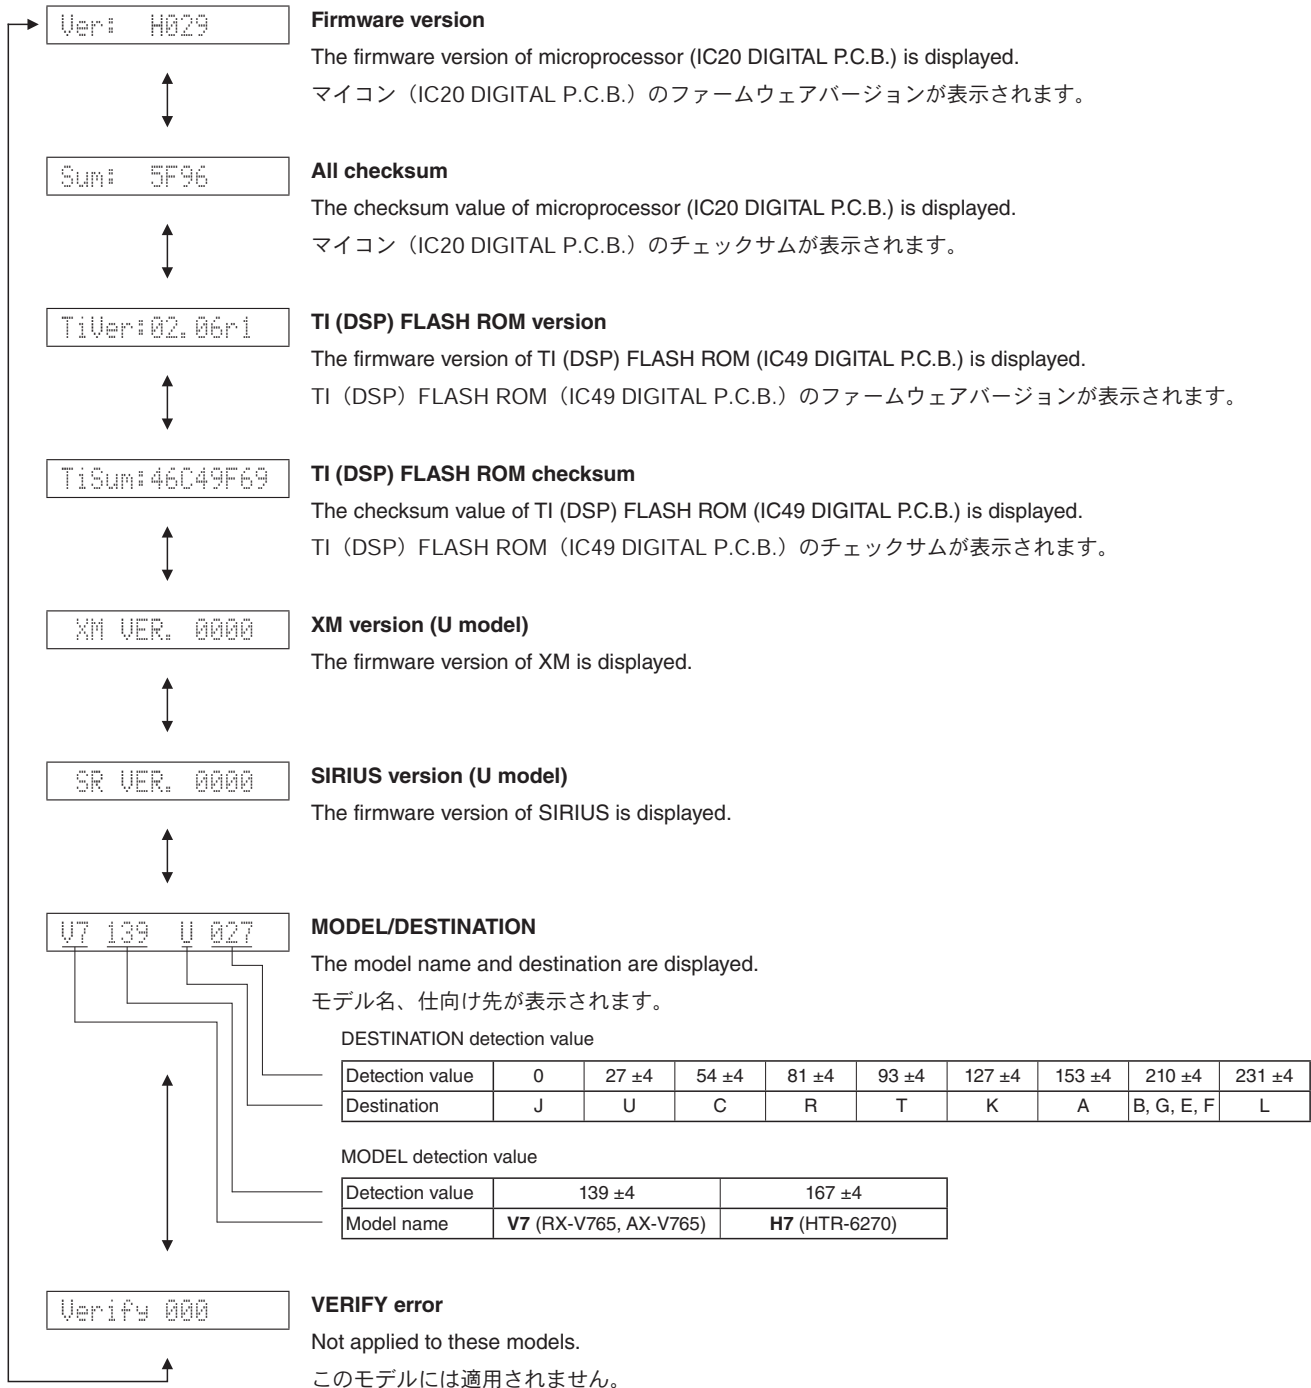 Ver:  H029
Firmware version
The firmware version of microprocessor (IC20 DIGITAL P.C.B.) is displayed.
マイコン（IC20 DIGITAL P.C.B.）のファームウェアバージョンが表示されます。
Sum:  5F96
All checksum
The checksum value of microprocessor (IC20 DIGITAL P.C.B.) is displayed.
マイコン（IC20 DIGITAL P.C.B.）のチェックサムが表示されます。
TiVer:02.06r1
TI (DSP) FLASH ROM version
The firmware version of TI (DSP) FLASH ROM (IC49 DIGITAL P.C.B.) is displayed.
TI（DSP）FLASH ROM（IC49 DIGITAL P.C.B.）のファームウェアバージョンが表示されます。
TiSum:46C49F69
TI (DSP) FLASH ROM checksum
The checksum value of TI (DSP) FLASH ROM (IC49 DIGITAL P.C.B.) is displayed.
TI（DSP）FLASH ROM（IC49 DIGITAL P.C.B.）のチェックサムが表示されます。
XM VER. 0000
XM version (U model)
The firmware version of XM is displayed.
SR VER. 0000
SIRIUS version (U model)
The firmware version of SIRIUS is displayed.
V7 139  U 027
MODEL/DESTINATION
The model name and destination are displayed.
モデル名、仕向け先が表示されます。
DESTINATION detection value
Detection value 0 27 ±4 54 ±4 81 ±4 93 ±4 127 ±4 153 ±4 210 ±4 231 ±4
Destination J U C R T K A B, G, E, F L
MODEL detection value
Detection value 139 ±4 167 ±4
Model name V7 (RX-V765, AX-V765) H7 (HTR-6270)
Verify 000
VERIFY error
Not applied to these models.
このモデルには適用されません。